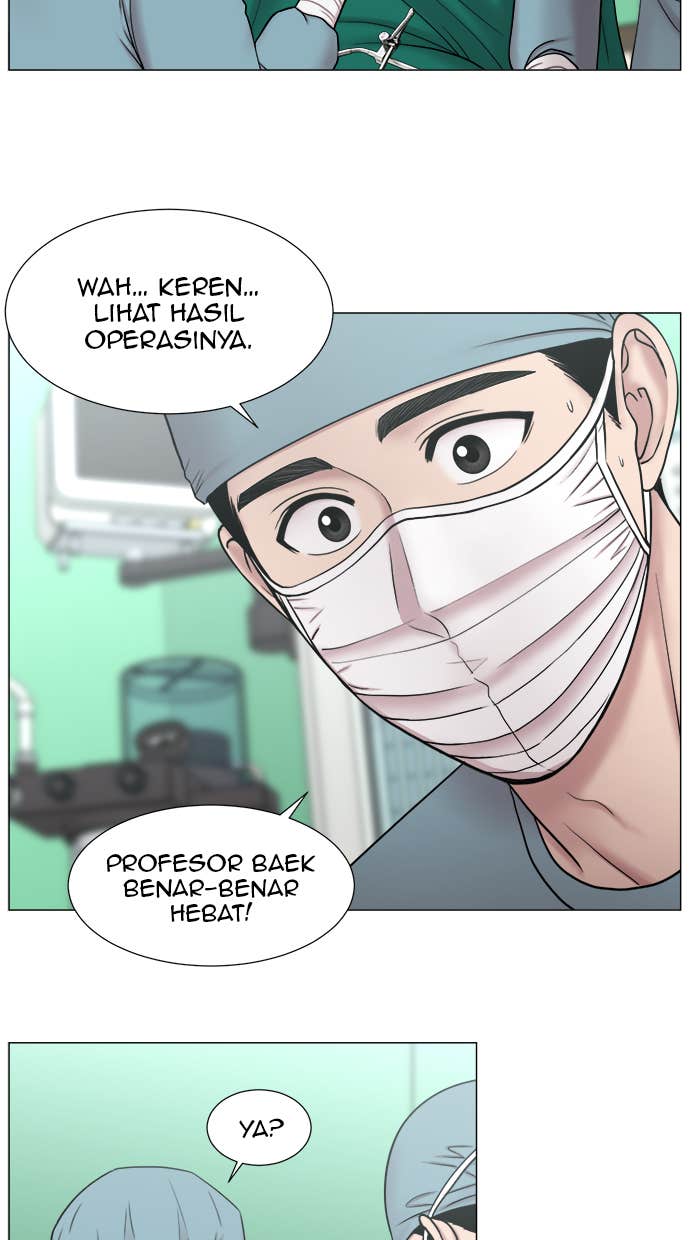 WAH... KEREN...
LIHAT HASIL
OPERASINYA.
PROFESOR BAEK
BENAR-BENAR
HEBAT!
YA?